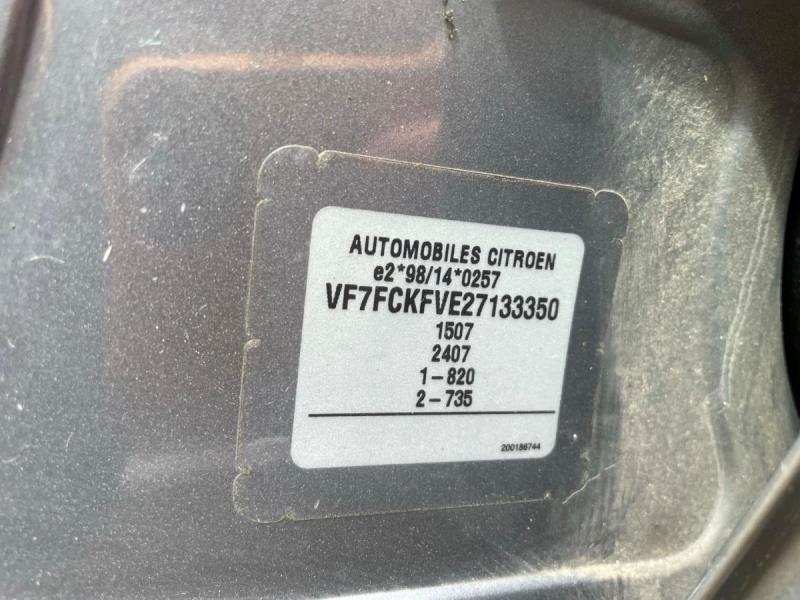 AUTOMOBILES CITROEN
e2*98/14*0257
VF7FCKFVE27133350
1507
2407
1-820
2-735
200186744